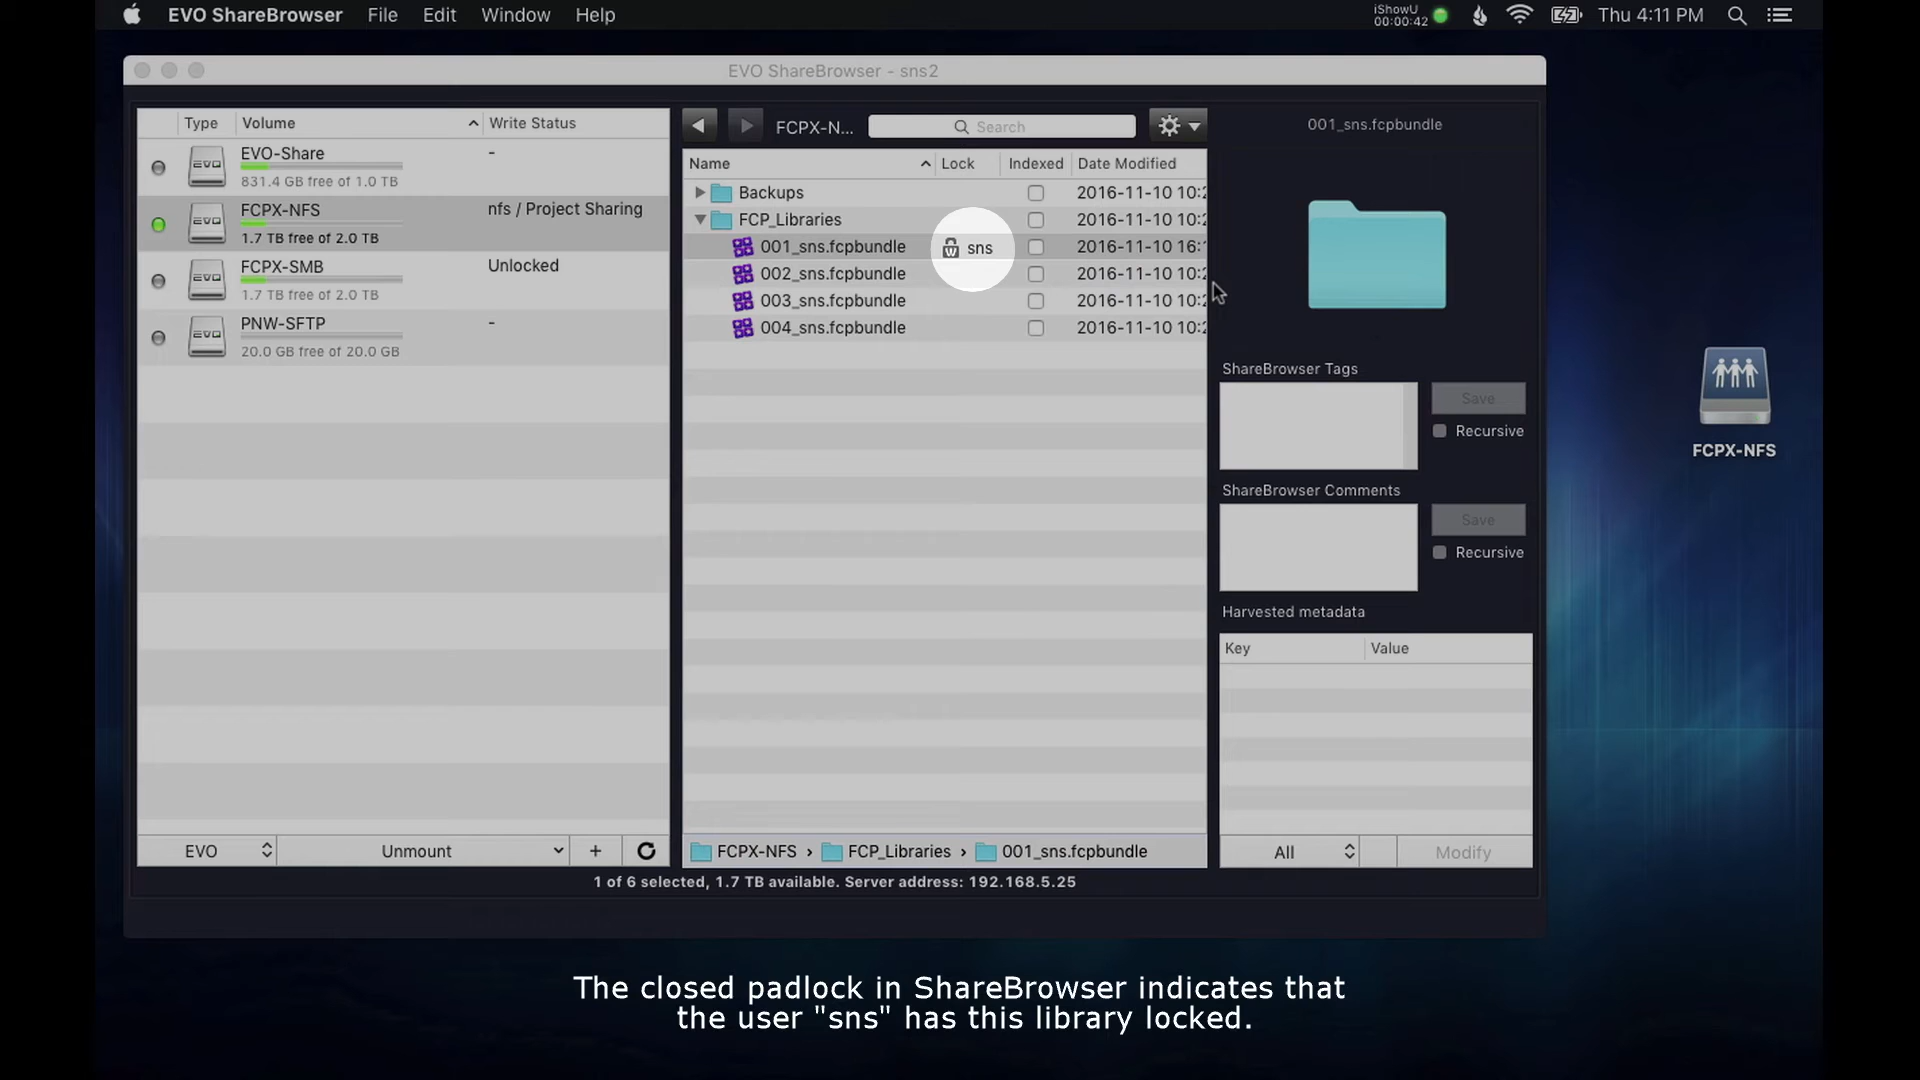 EVO ShareBrowser File Edit Window Help
iShowU
00:00:42
Thu 4:11 PM
EVO ShareBrowser - sns2
Type Volume Write Status
EVO-Share -
831.4 GB free of 1.0 TB
FCPX-NFS nfs / Project Sharing
1.7 TB free of 2.0 TB
FCPX-SMB Unlocked
1.7 TB free of 2.0 TB
PNW-SFTP -
20.0 GB free of 20.0 GB
EVO
EVO
EVO
EVO
EVO Unmount +
FCPX-N... Search
Name Lock Indexed Date Modified
Backups 2016-11-10 10:2
FCP_Libraries 2016-11-10 10:2
001_sns.fcpbundle sns 2016-11-10 16:1
002_sns.fcpbundle 2016-11-10 10:2
003_sns.fcpbundle 2016-11-10 10:2
004_sns.fcpbundle 2016-11-10 10:2
FCPX-NFS › FCP_Libraries › 001_sns.fcpbundle
001_sns.fcpbundle
ShareBrowser Tags
Save
Recursive
ShareBrowser Comments
Save
Recursive
Harvested metadata
Key Value
All Modify
1 of 6 selected, 1.7 TB available. Server address: 192.168.5.25
FCPX-NFS
The closed padlock in ShareBrowser indicates that
the user "sns" has this library locked.